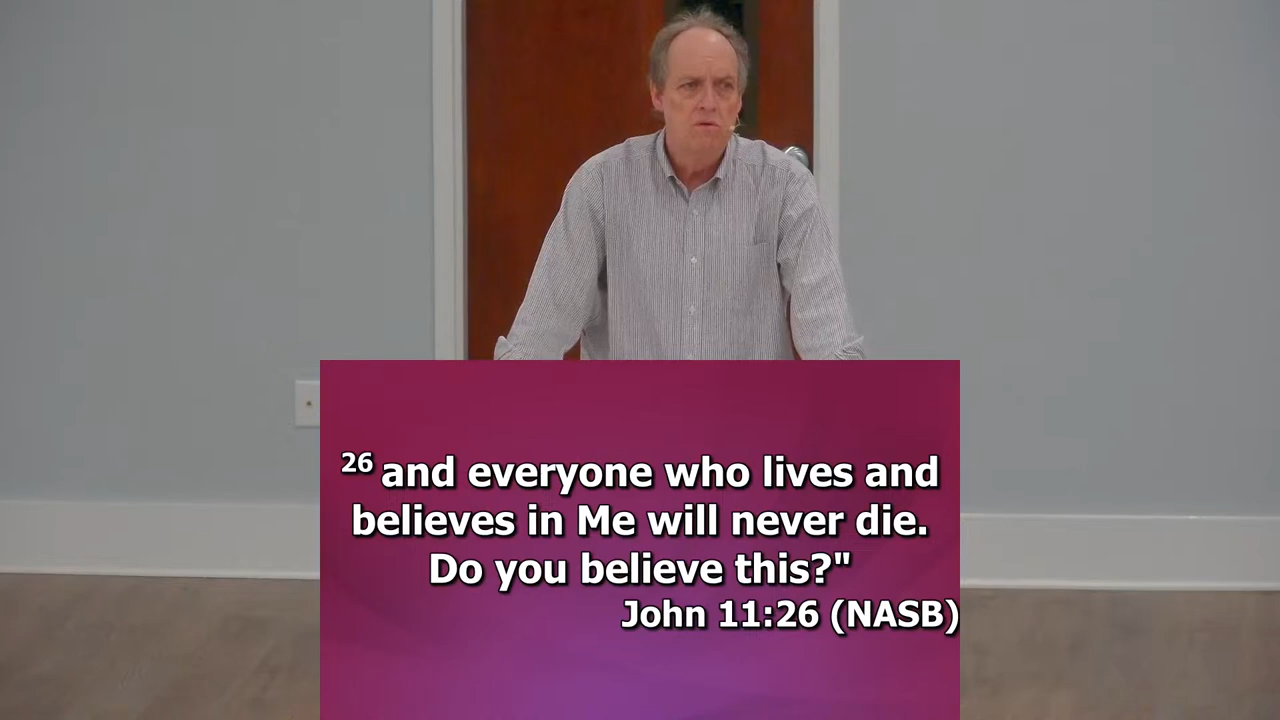 26 and everyone who lives and
believes in Me will never die.
Do you believe this?"
John 11:26 (NASB)